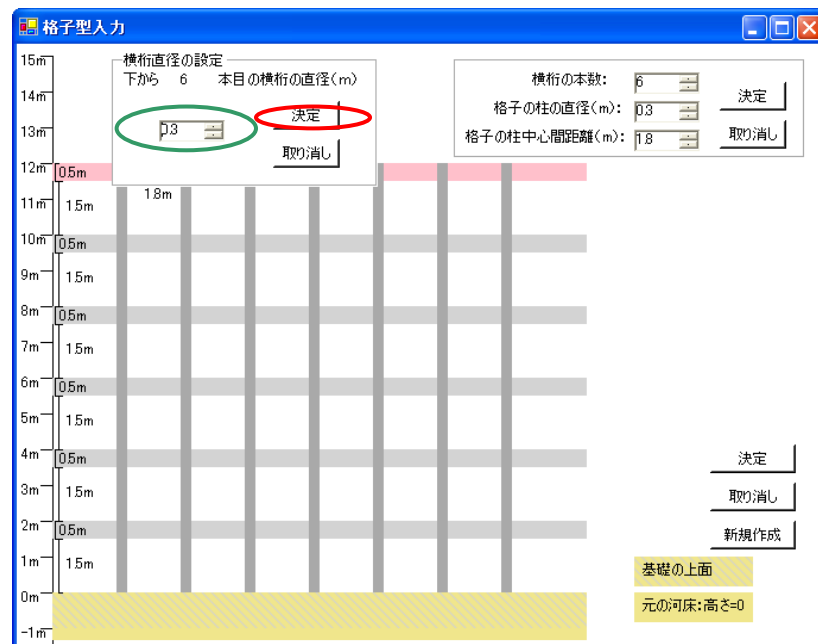 格子型入力
15m
横桁直径の設定
下から 6 本目の横桁の直径(m)
0.3
決定
取り消し
横桁の本数: 6
格子の柱の直径(m): 0.3
格子の柱中心間距離(m): 1.8
決定
取り消し
14m
13m
12m
0.5m
11m
1.5m
1.8m
10m
0.5m
9m
1.5m
8m
0.5m
7m
1.5m
6m
0.5m
5m
1.5m
4m
0.5m
3m
1.5m
2m
0.5m
1m
1.5m
0m
-1m
決定
取り消し
新規作成
基礎の上面
元の河床:高さ=0